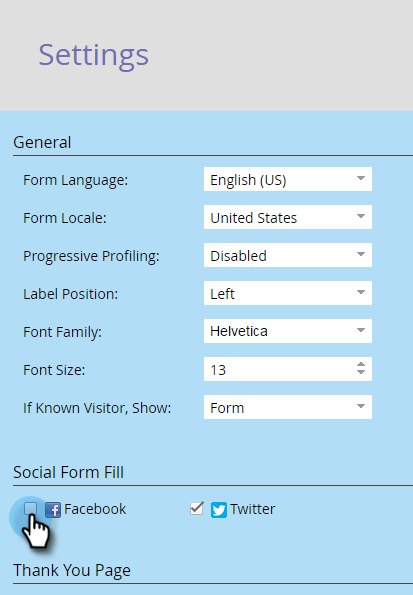 Settings
General
Form Language: English (US)
Form Locale: United States
Progressive Profiling: Disabled
Label Position: Left
Font Family: Helvetica
Font Size: 13
If Known Visitor, Show: Form
Social Form Fill
Facebook Twitter
Thank You Page